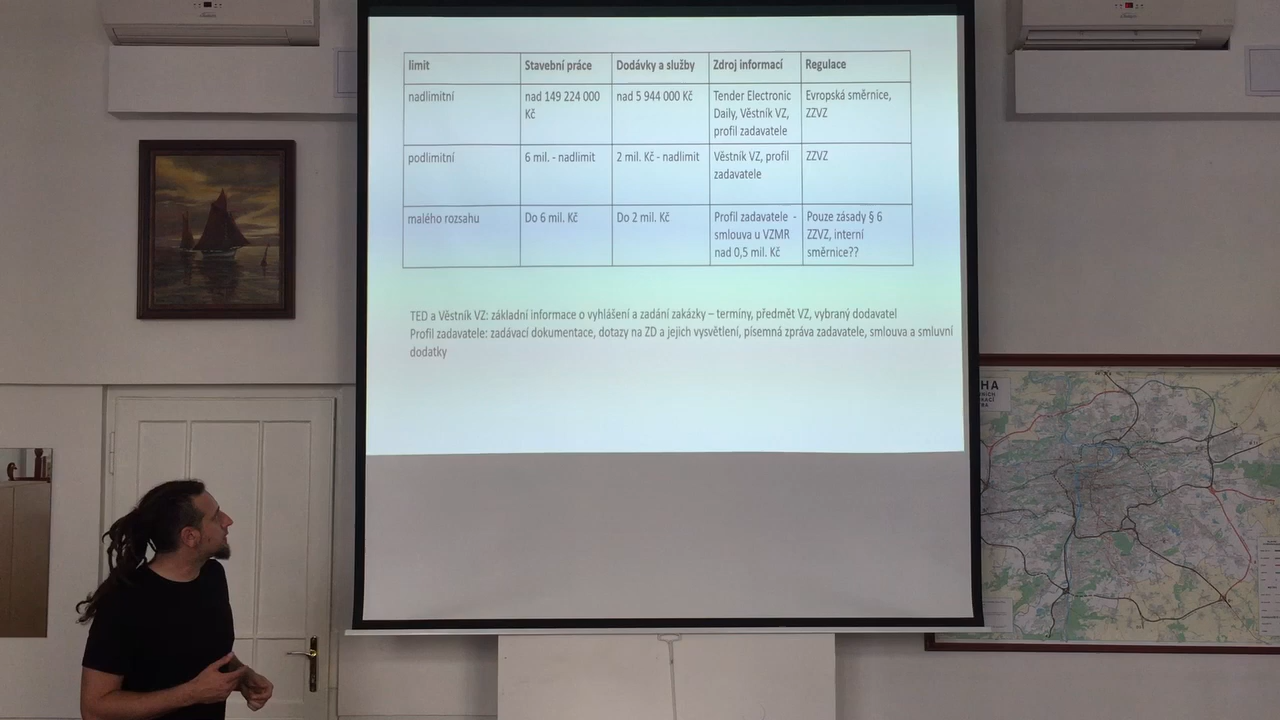 limit Stavební práce Dodávky a služby Zdroj informací Regulace
nadlimitní nad 149 224 000 Kč nad 5 944 000 Kč Tender Electronic Daily, Věstník VZ, profil zadavatele Evropská směrnice, ZZVZ
podlimitní 6 mil. - nadlimit 2 mil. Kč - nadlimit Věstník VZ, profil zadavatele ZZVZ
malého rozsahu Do 6 mil. Kč Do 2 mil. Kč Profil zadavatele - smlouva u VZMR nad 0,5 mil. Kč Pouze zásady § 6 ZZVZ, interní směrnice??
TED a Věstník VZ: základní informace o vyhlášení a zadání zakázky – termíny, předmět VZ, vybraný dodavatel
Profil zadavatele: zadávací dokumentace, dotazy na ZD a jejich vysvětlení, písemná zpráva zadavatele, smlouva a smluvní
dodatky
HA